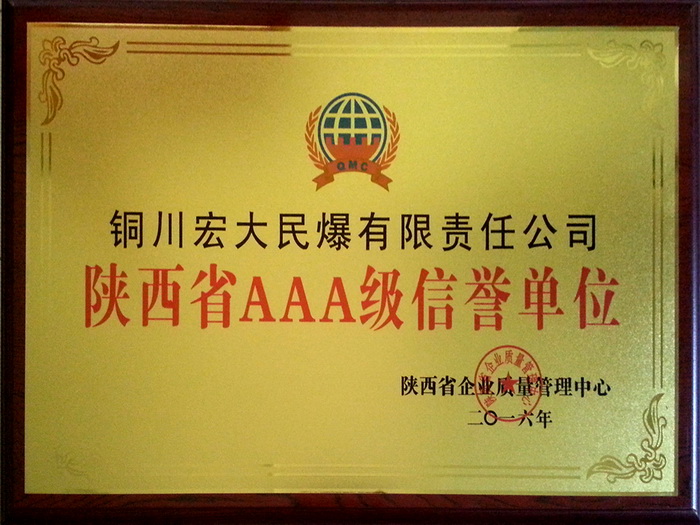 QMC
铜川宏大民爆有限责任公司
陕西省AAA级信誉单位
陕西省企业质量管理中心
二〇一六年